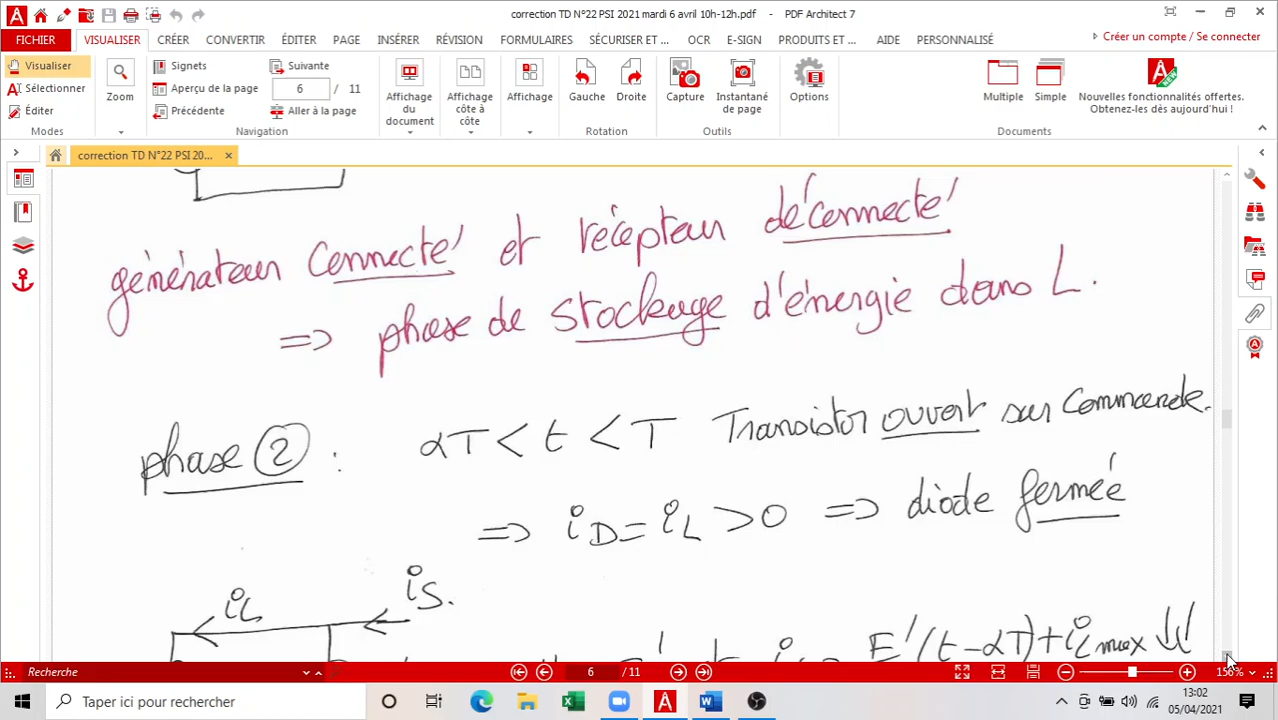 correction TD N°22 PSI 2021 mardi 6 avril 10h-12h.pdf - PDF Architect 7
FICHIER VISUALISER CRÉER CONVERTIR ÉDITER PAGE INSÉRER RÉVISION FORMULAIRES SÉCURISER ET ... OCR E-SIGN PRODUITS ET ... AIDE PERSONNALISÉ Créer un compte / Se connecter
Visualiser Signets Suivante
Sélectionner Aperçu de la page 6 / 11
Éditer Précédente Aller à la page
Zoom
Affichage du document
Affichage côte à côte
Affichage
Gauche Droite
Capture
Instantané de page
Options
Multiple Simple
Nouvelles fonctionnalités offertes.
Obtenez-les dès aujourd'hui !
Modes Navigation Rotation Outils Documents
correction TD N°22 PSI 20...
générateur Connecté et récépteur déconnecté
=> phase de stockage d'énergie dans L.
phase 2 : αT < t < T Transistor ouvert sur Commande.
=> iD = iL > 0 => diode fermée
iL iS.
E'(t-αT)+iLmax
Recherche 6 / 11 156%
Taper ici pour rechercher
13:02
05/04/2021